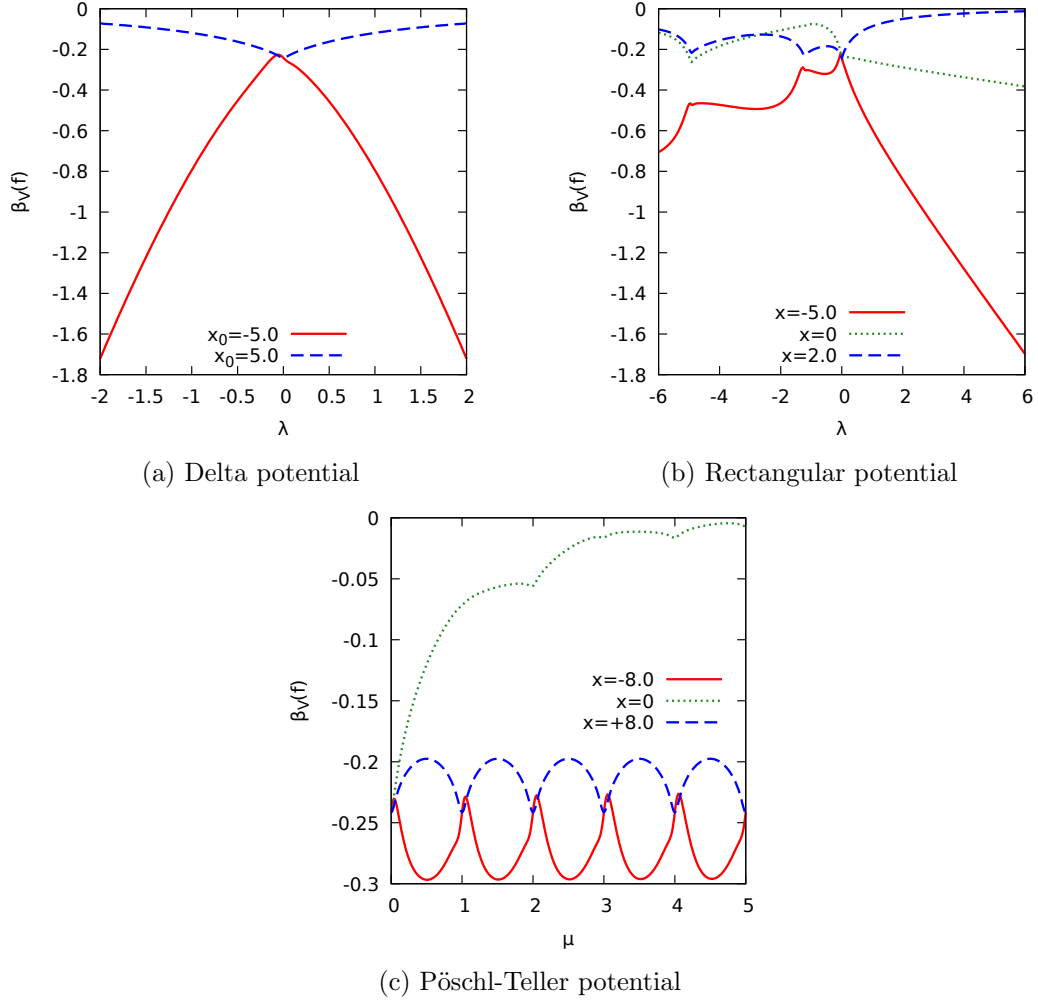 0
-0.2
-0.4
-0.6
-0.8
-1
-1.2
-1.4
-1.6
-1.8
βV(f)
x0=-5.0
x0=5.0
-2 -1.5 -1 -0.5 0 0.5 1 1.5 2
λ
(a) Delta potential
0
-0.2
-0.4
-0.6
-0.8
-1
-1.2
-1.4
-1.6
-1.8
βV(f)
x=-5.0
x=0
x=2.0
-6 -4 -2 0 2 4 6
λ
(b) Rectangular potential
0
-0.05
-0.1
-0.15
-0.2
-0.25
-0.3
βV(f)
x=-8.0
x=0
x=+8.0
0 1 2 3 4 5
μ
(c) Pöschl-Teller potential